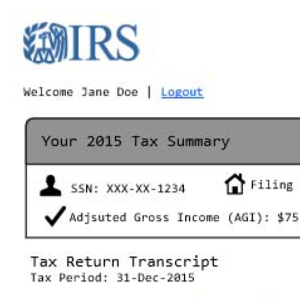 IRS
Welcome Jane Doe | Logout
Your 2015 Tax Summary
SSN: XXX-XX-1234 Filing
Adjsuted Gross Income (AGI): $75
Tax Return Transcript
Tax Period: 31-Dec-2015